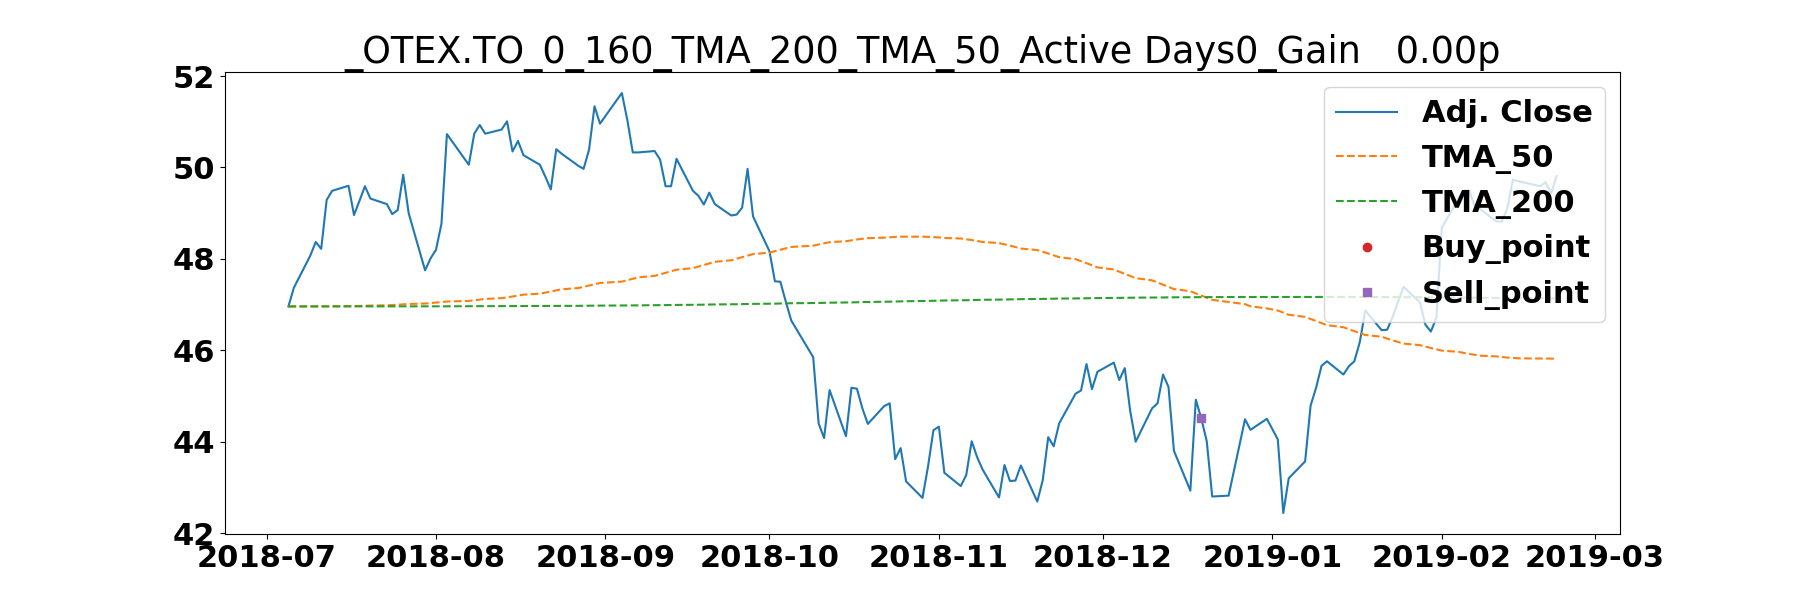 _OTEX.TO_0_160_TMA_200_TMA_50_Active Days0_Gain   0.00p
52
50
48
46
44
42
2018-07 2018-08 2018-09 2018-10 2018-11 2018-12 2019-01 2019-02 2019-03
Adj. Close
TMA_50
TMA_200
Buy_point
Sell_point